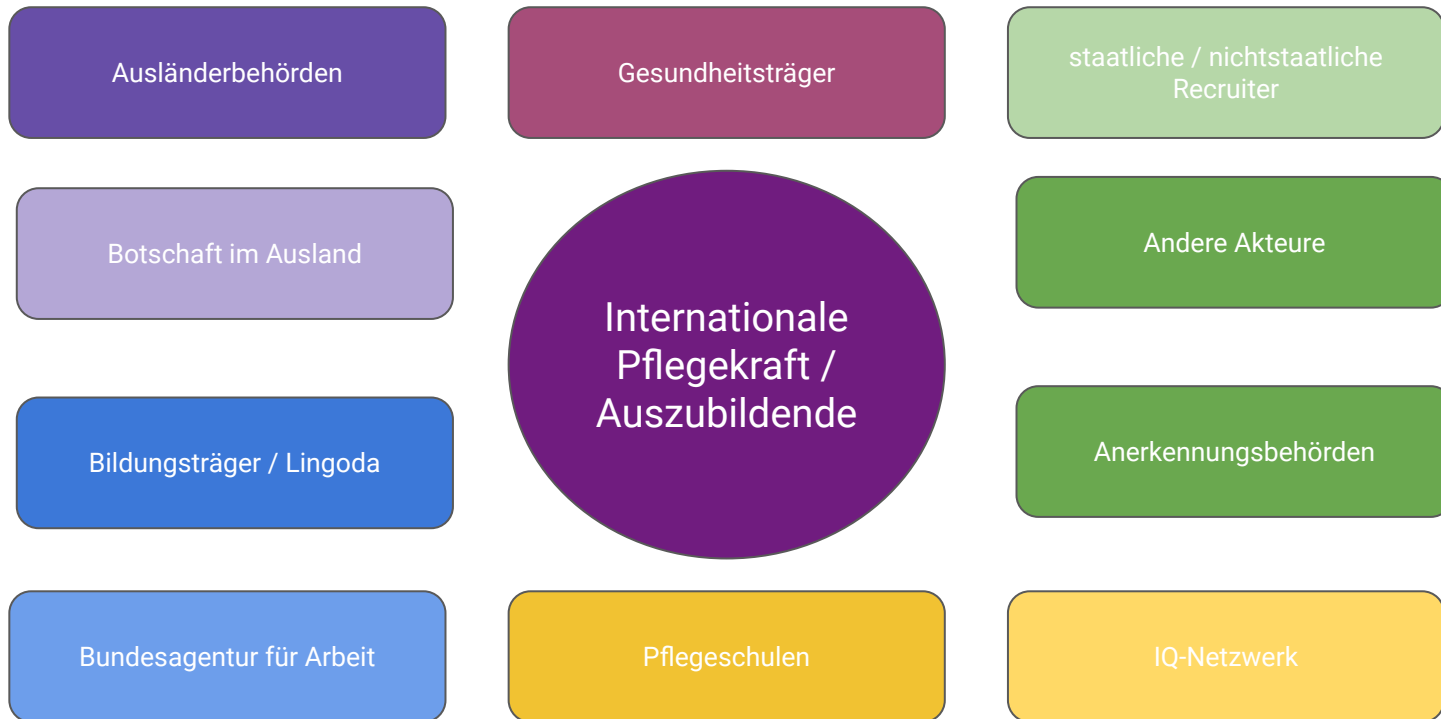 Ausländerbehörden
Gesundheitsträger
staatliche / nichtstaatliche
Recruiter
Botschaft im Ausland
Andere Akteure
Internationale
Pflegekraft /
Auszubildende
Bildungsträger / Lingoda
Anerkennungsbehörden
Bundesagentur für Arbeit
Pflegeschulen
IQ-Netzwerk